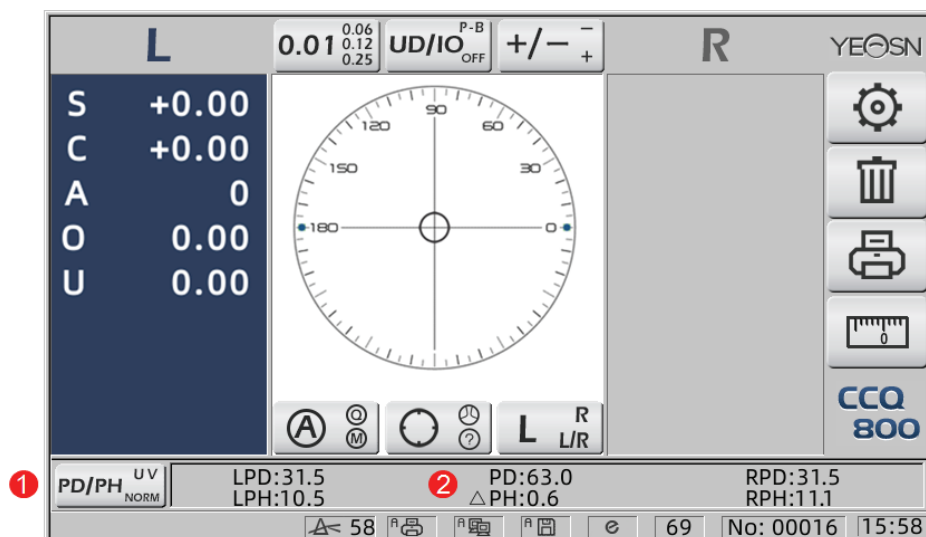 L
0.01 0.06 0.12 0.25
UD/IO P-B OFF
+/− − +
R
YEOSN
S +0.00
C +0.00
A 0
O 0.00
U 0.00
90
120
60
150
30
180
0
0
A Q M
?
L R L/R
CCQ
800
1
PD/PH UV NORM
LPD:31.5
2
PD:63.0
RPD:31.5
LPH:10.5
△PH:0.6
RPH:11.1
58
A
A
A
e
69
No: 00016
15:58